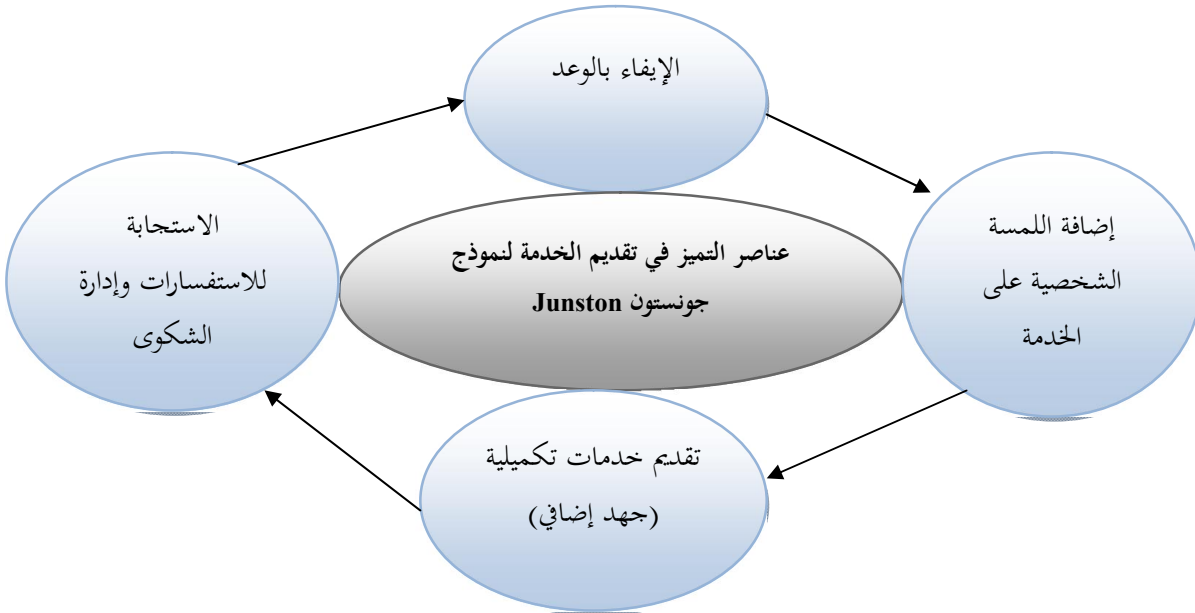 الإيفاء بالوعد
إضافة اللمسة
الشخصية على
الخدمة
تقديم خدمات تكميلية
(جهد إضافي)
الاستجابة
للاستفسارات وإدارة
الشكوى
عناصر التميز في تقديم الخدمة لنموذج
جونستون Junston